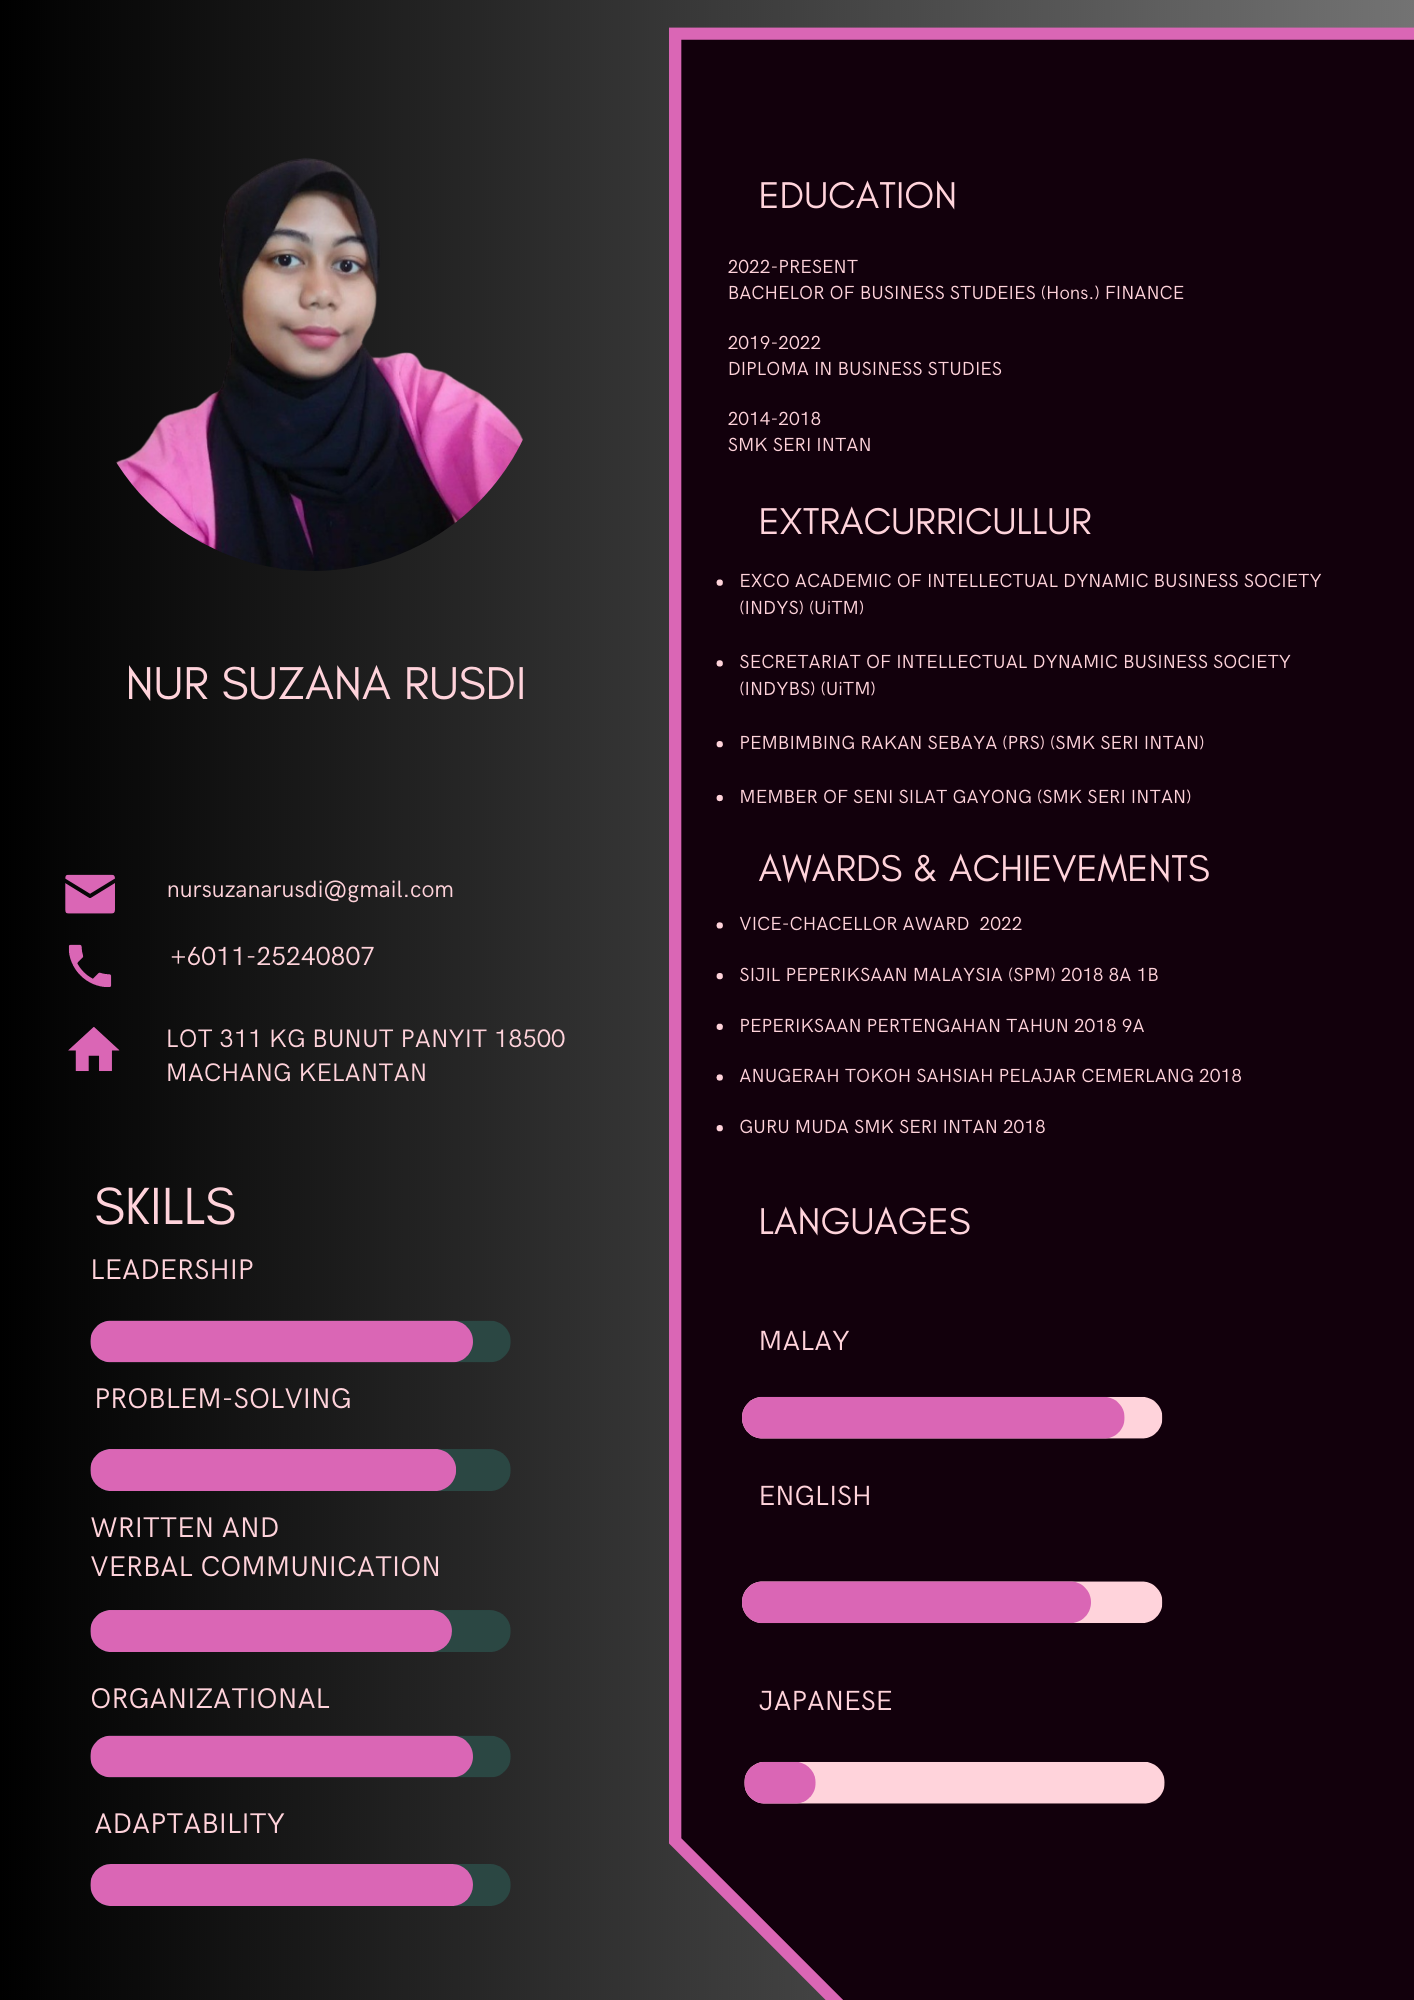 NUR SUZANA RUSDI
nursuzanarusdi@gmail.com
+6011-25240807
LOT 311 KG BUNUT PANYIT 18500
MACHANG KELANTAN
SKILLS
LEADERSHIP
PROBLEM-SOLVING
WRITTEN AND
VERBAL COMMUNICATION
ORGANIZATIONAL
ADAPTABILITY
EDUCATION
2022-PRESENT
BACHELOR OF BUSINESS STUDEIES (Hons.) FINANCE
2019-2022
DIPLOMA IN BUSINESS STUDIES
2014-2018
SMK SERI INTAN
EXTRACURRICULLUR
• EXCO ACADEMIC OF INTELLECTUAL DYNAMIC BUSINESS SOCIETY
(INDYS) (UiTM)
• SECRETARIAT OF INTELLECTUAL DYNAMIC BUSINESS SOCIETY
(INDYBS) (UiTM)
• PEMBIMBING RAKAN SEBAYA (PRS) (SMK SERI INTAN)
• MEMBER OF SENI SILAT GAYONG (SMK SERI INTAN)
AWARDS & ACHIEVEMENTS
• VICE-CHACELLOR AWARD 2022
• SIJIL PEPERIKSAAN MALAYSIA (SPM) 2018 8A 1B
• PEPERIKSAAN PERTENGAHAN TAHUN 2018 9A
• ANUGERAH TOKOH SAHSIAH PELAJAR CEMERLANG 2018
• GURU MUDA SMK SERI INTAN 2018
LANGUAGES
MALAY
ENGLISH
JAPANESE